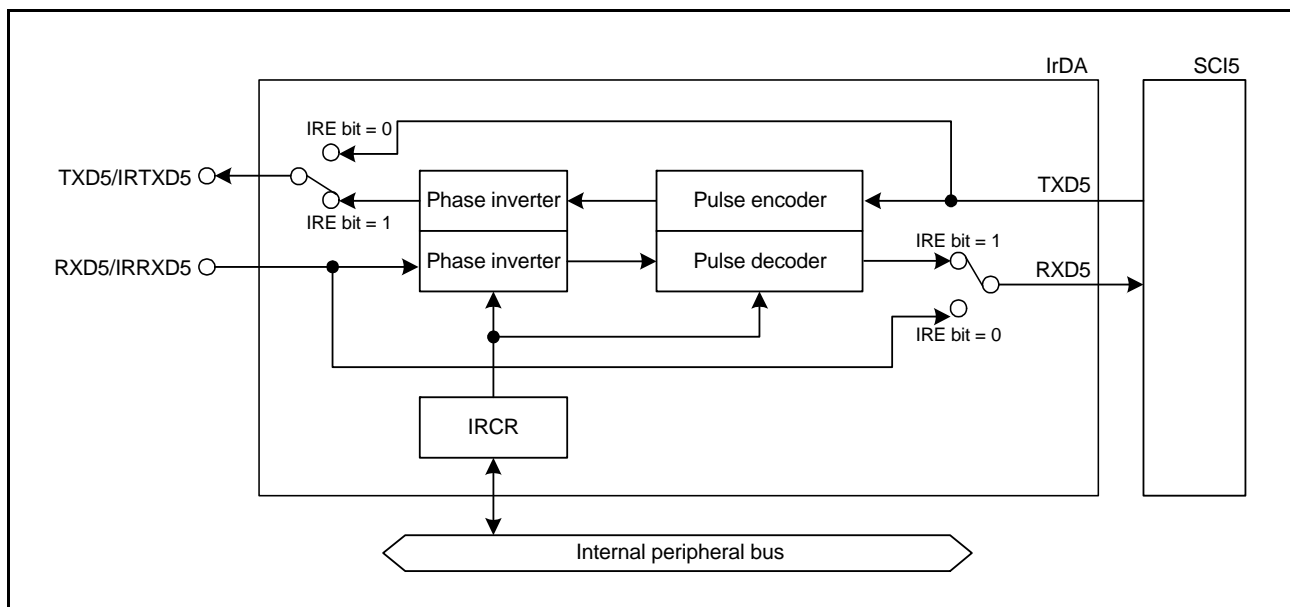 IrDA
SCI5
IRE bit = 0
TXD5/IRTXD5
Phase inverter
Pulse encoder
TXD5
IRE bit = 1
RXD5/IRRXD5
Phase inverter
Pulse decoder
IRE bit = 1
RXD5
IRE bit = 0
IRCR
Internal peripheral bus